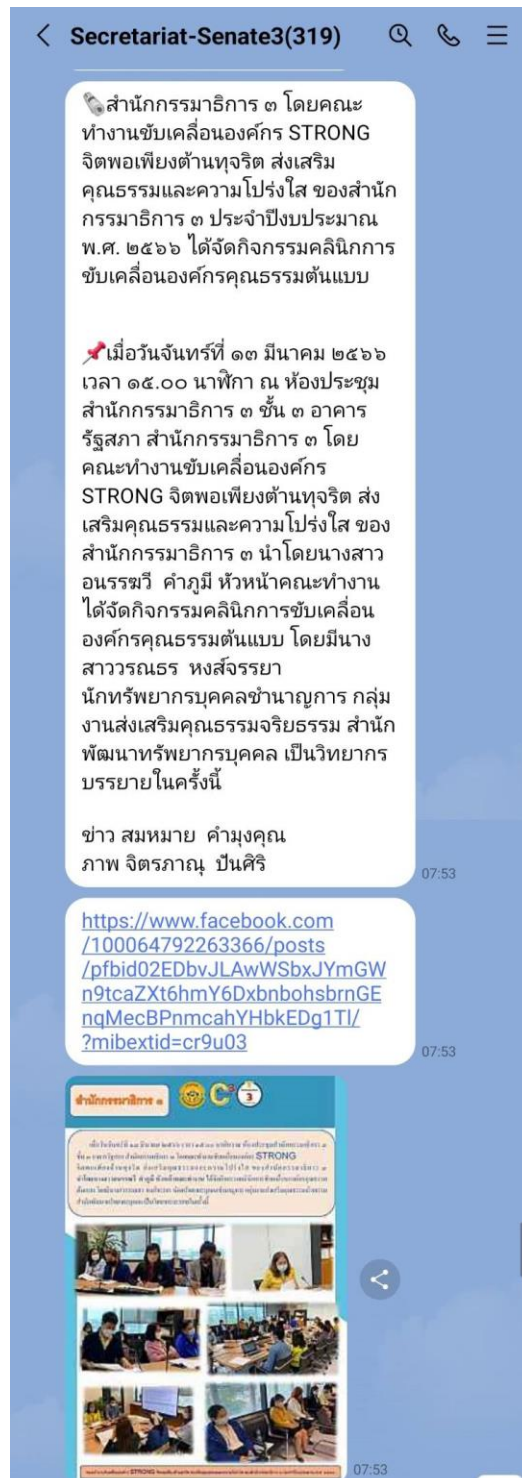 Secretariat-Senate3(319)
🗞️สำนักกรรมาธิการ ๓ โดยคณะ
ทำงานขับเคลื่อนองค์กร STRONG
จิตพอเพียงต้านทุจริต ส่งเสริม
คุณธรรมและความโปร่งใส ของสำนัก
กรรมาธิการ ๓ ประจำปีงบประมาณ
พ.ศ. ๒๕๖๖ ได้จัดกิจกรรมคลินิกการ
ขับเคลื่อนองค์กรคุณธรรมต้นแบบ
📌เมื่อวันจันทร์ที่ ๑๓ มีนาคม ๒๕๖๖
เวลา ๑๕.๐๐ นาฬิกา ณ ห้องประชุม
สำนักกรรมาธิการ ๓ ชั้น ๓ อาคาร
รัฐสภา สำนักกรรมาธิการ ๓ โดย
คณะทำงานขับเคลื่อนองค์กร
STRONG จิตพอเพียงต้านทุจริต ส่ง
เสริมคุณธรรมและความโปร่งใส ของ
สำนักกรรมาธิการ ๓ นำโดยนางสาว
อนรรฆวี คำภูมี หัวหน้าคณะทำงาน
ได้จัดกิจกรรมคลินิกการขับเคลื่อน
องค์กรคุณธรรมต้นแบบ โดยมีนาง
สาววรณธร หงส์จรรยา
นักทรัพยากรบุคคลชำนาญการ กลุ่ม
งานส่งเสริมคุณธรรมจริยธรรม สำนัก
พัฒนาทรัพยากรบุคคล เป็นวิทยากร
บรรยายในครั้งนี้
ข่าว สมหมาย คำมุงคุณ
ภาพ จิตรภาณุ ปันศิริ
07:53
https://www.facebook.com
/100064792263366/posts
/pfbid02EDbvJLAwWSbxJYmGW
n9tcaZXt6hmY6DxbnbohsbrnGE
nqMecBPnmcahYHbkEDg1Tl/
?mibextid=cr9u03
07:53
สำนักกรรมาธิการ ๓
3
STRONG
STRONG
07:53